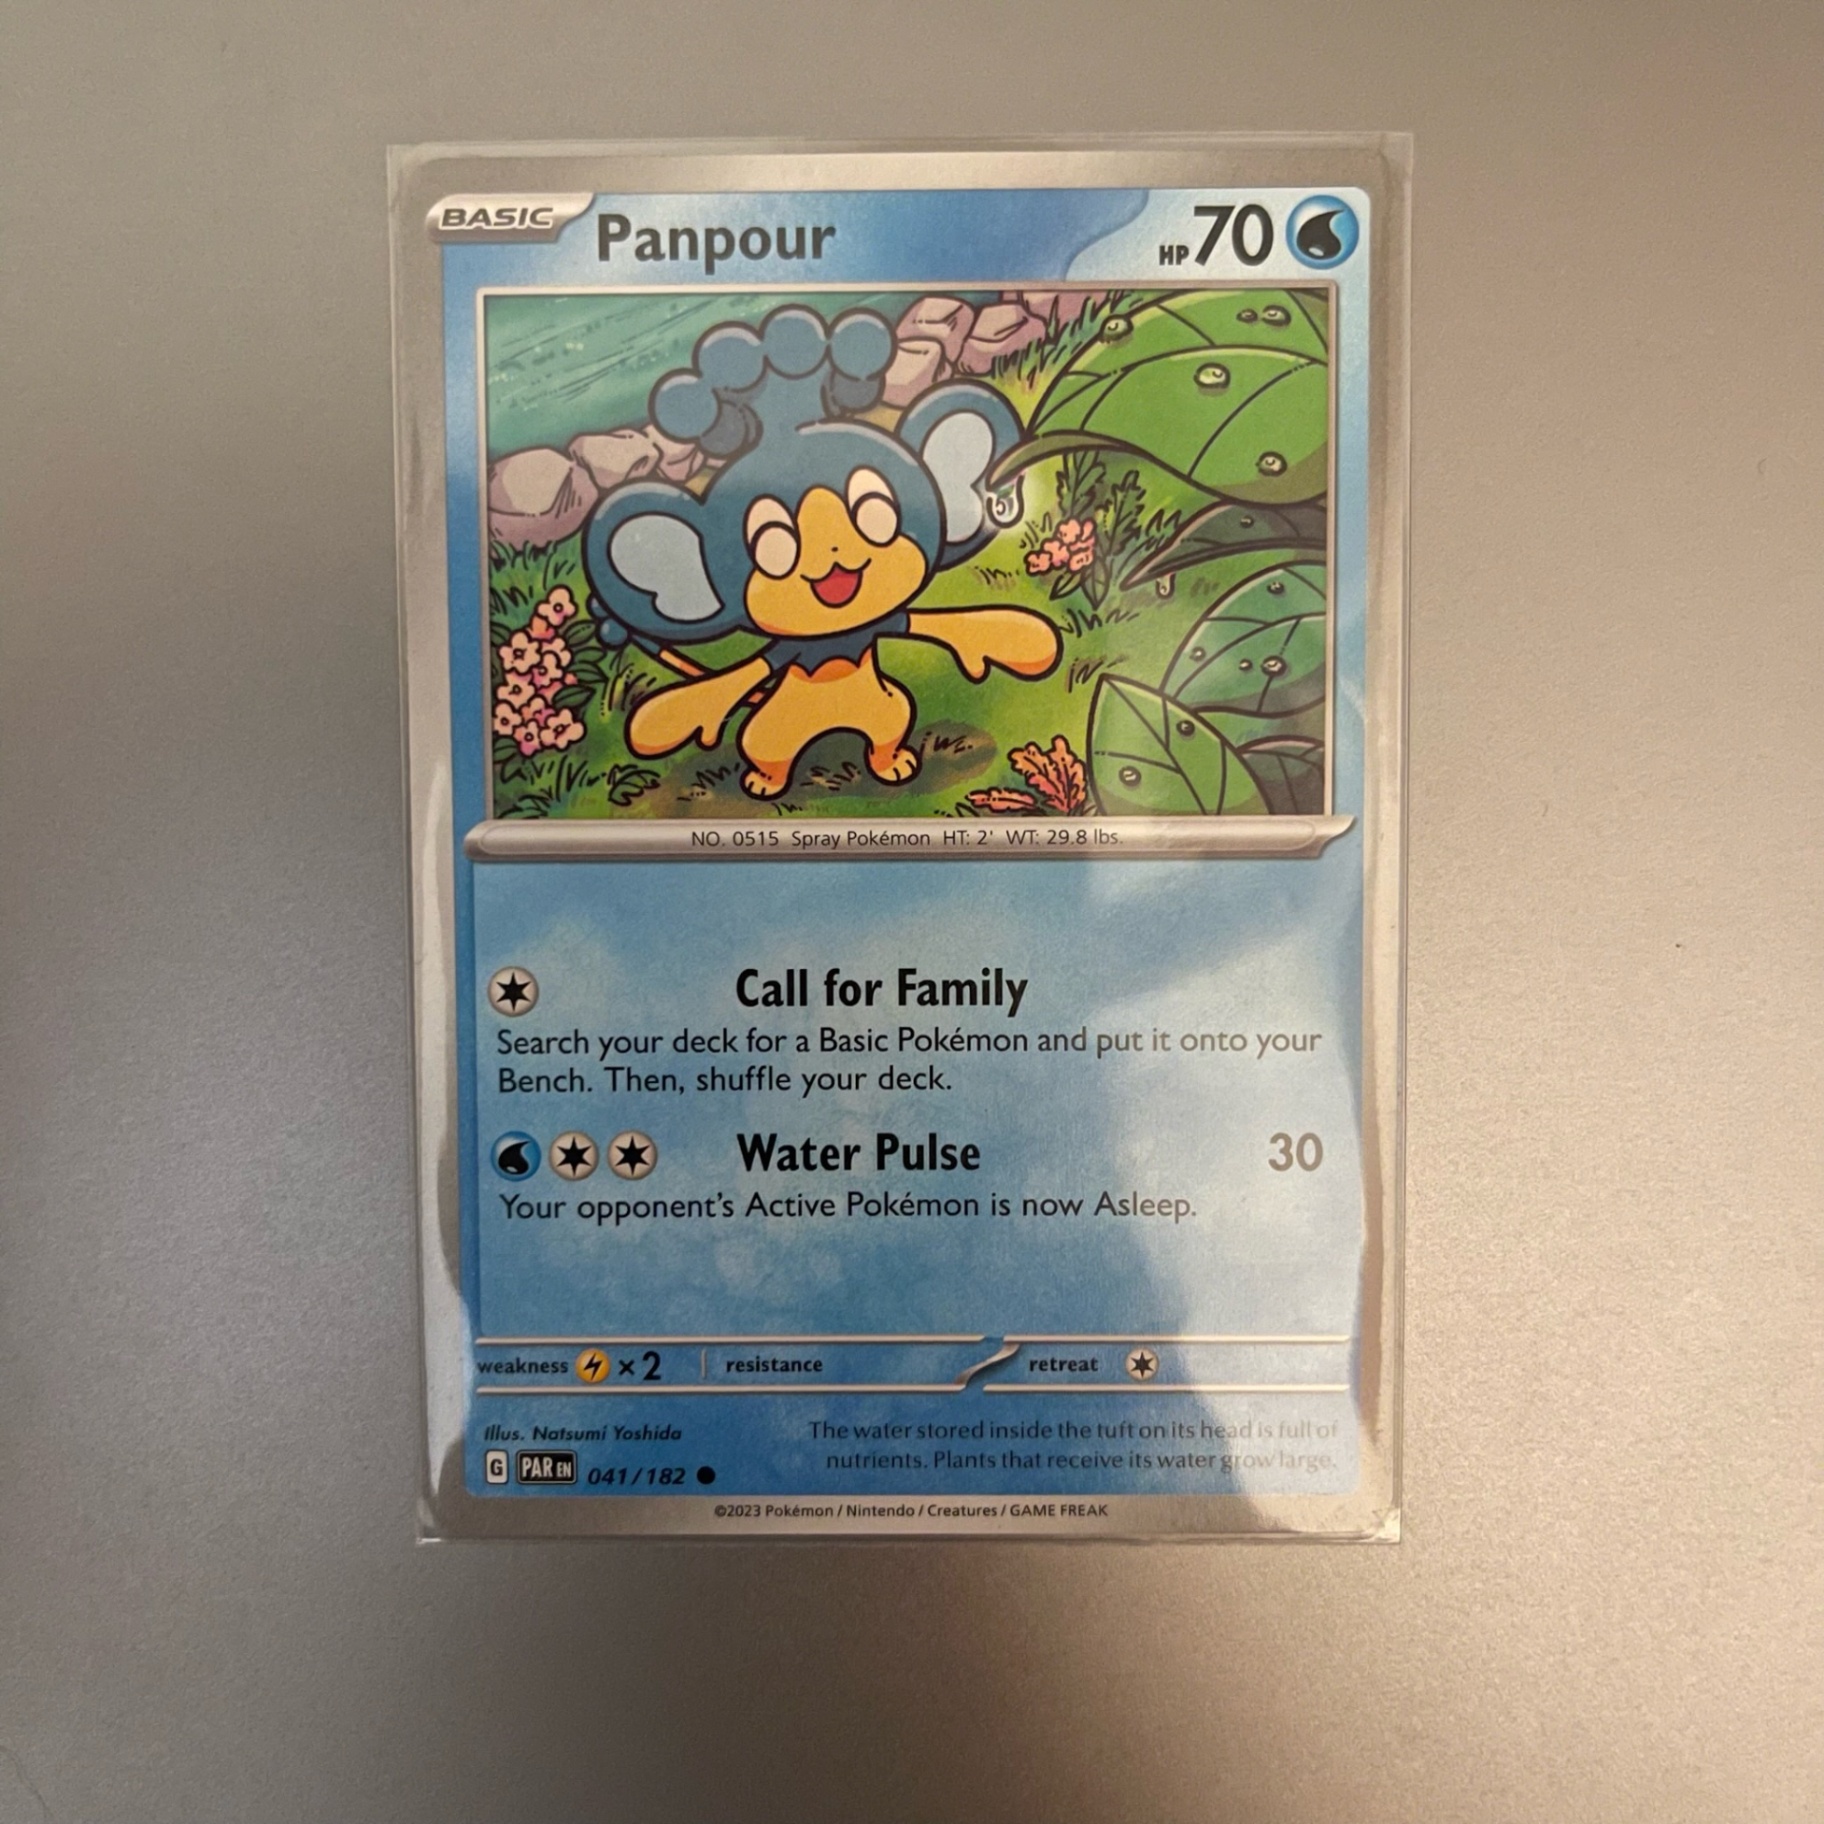 BASIC Panpour HP 70
NO. 0515 Spray Pokémon HT: 2' WT: 29.8 lbs.
Call for Family
Search your deck for a Basic Pokémon and put it onto your
Bench. Then, shuffle your deck.
Water Pulse 30
Your opponent's Active Pokémon is now Asleep.
weakness ×2 resistance retreat
Illus. Natsumi Yoshida
The water stored inside the tuft on its head is full of
nutrients. Plants that receive its water grow large.
G PAR EN 041/182
©2023 Pokémon / Nintendo / Creatures / GAME FREAK